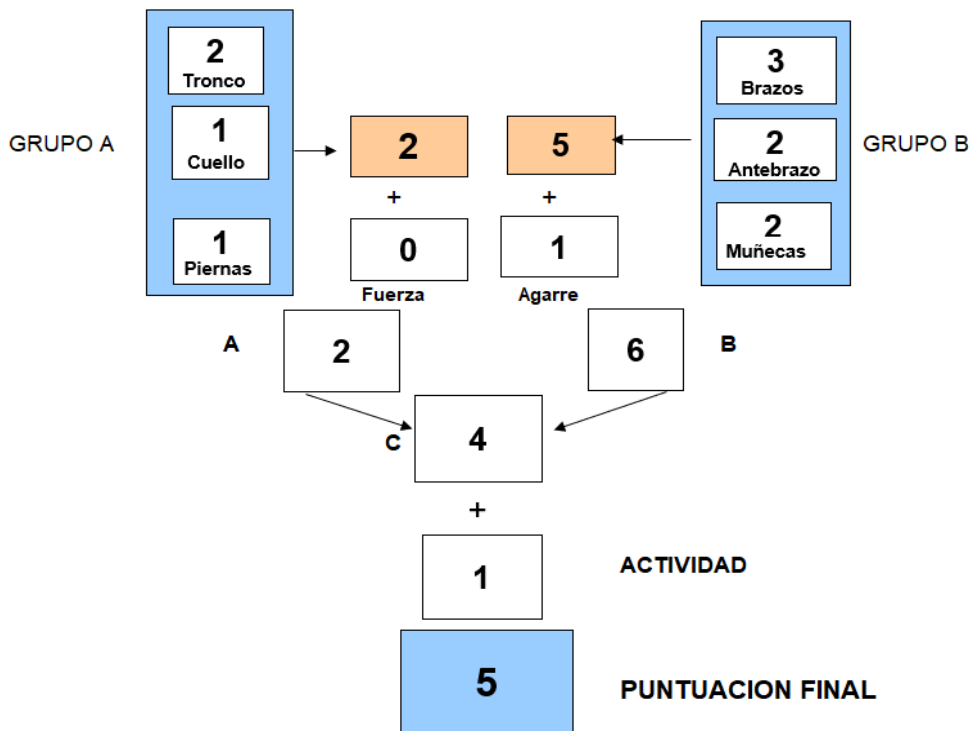 2
Tronco
3
Brazos
GRUPO A
1
Cuello
2
5
2
Antebrazo
GRUPO B
+
+
1
Piernas
0
Fuerza
1
Agarre
2
Muñecas
A
2
6
B
C
4
+
1
ACTIVIDAD
5
PUNTUACION FINAL